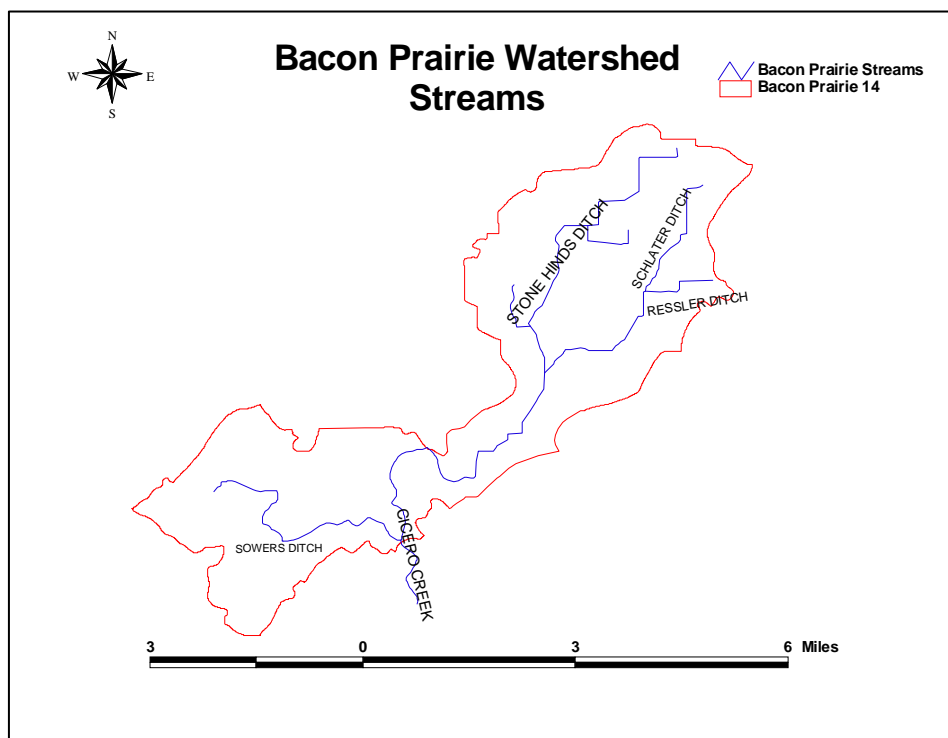 N
W E
S
Bacon Prairie Watershed
Streams
Bacon Prairie Streams
Bacon Prairie 14
STONE HINDS DITCH
SCHLATER DITCH
RESSLER DITCH
CICERO CREEK
SOWERS DITCH
3 0 3 6 Miles